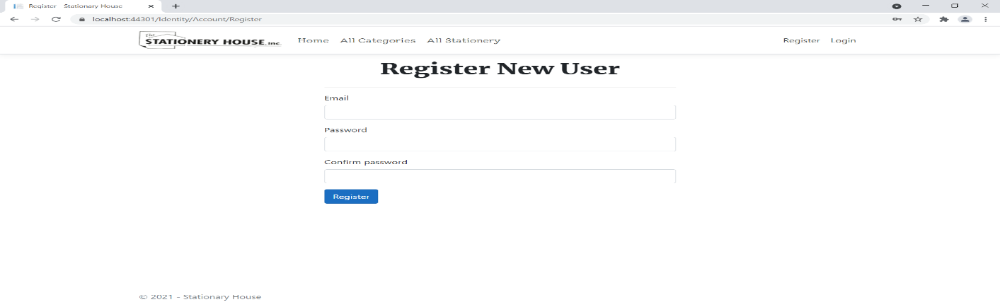 Register - Stationary House
localhost:44301/Identity/Account/Register
The
STATIONERY HOUSE, Inc.
Home All Categories All Stationery Register Login
Register New User
Email
Password
Confirm password
Register
© 2021 - Stationary House